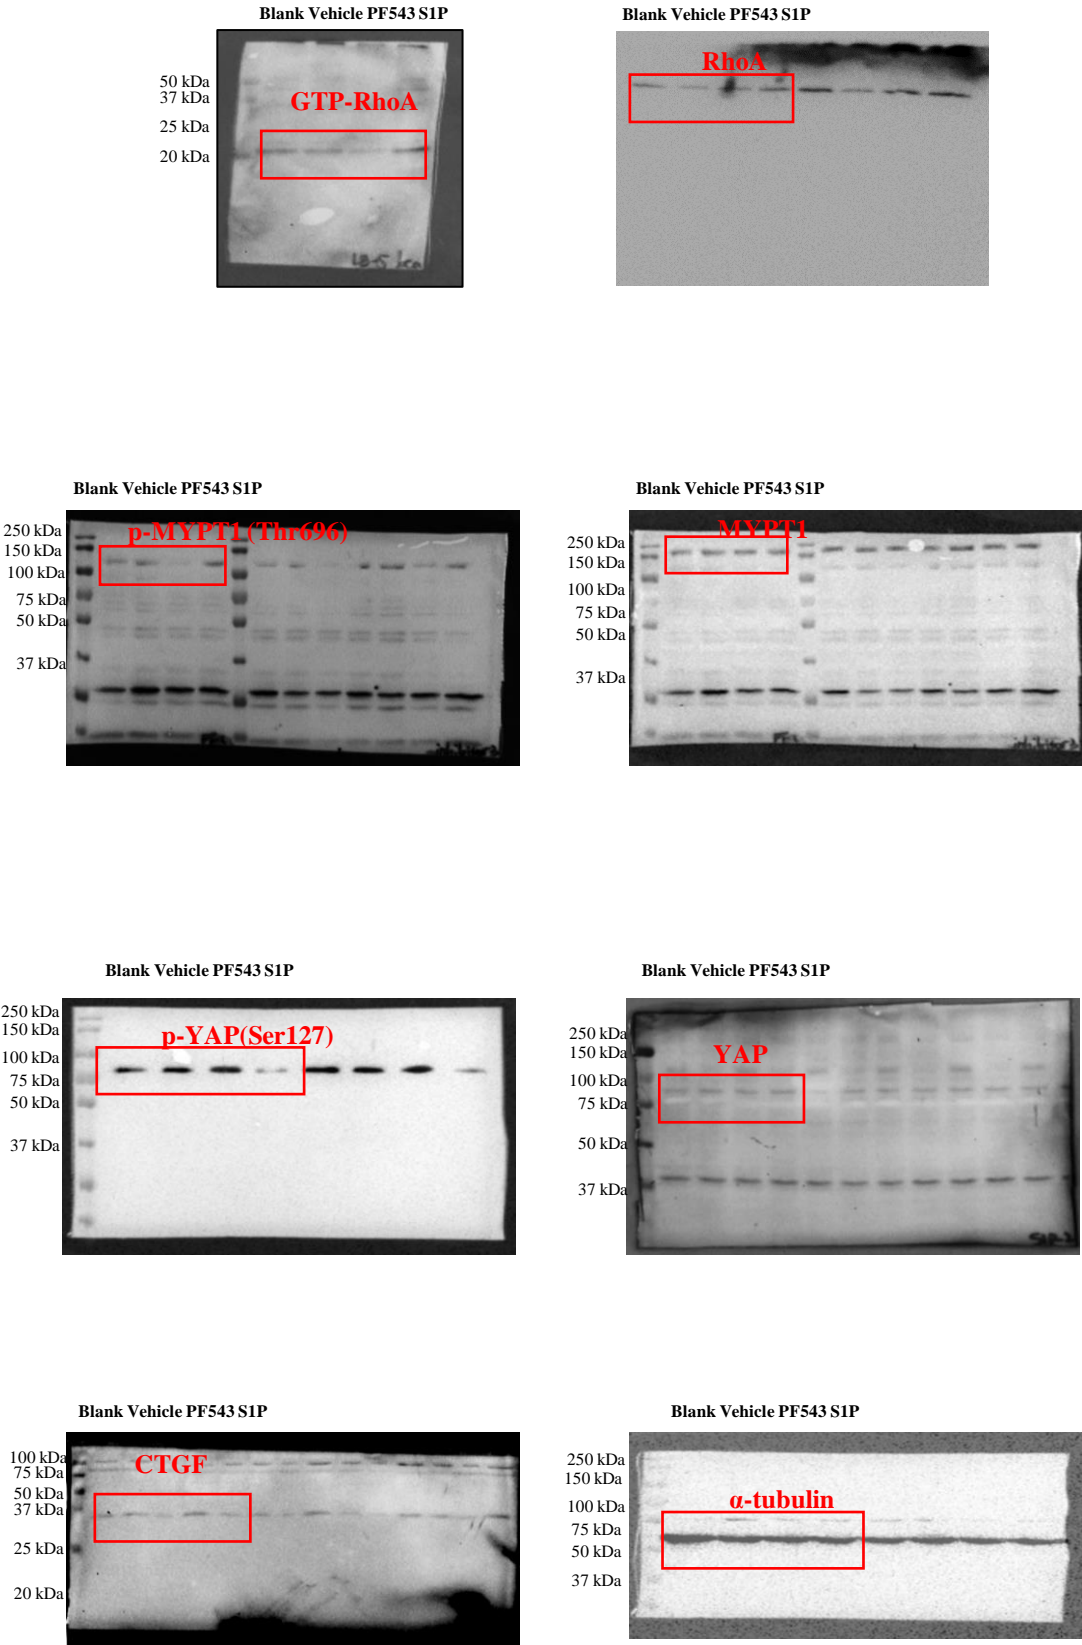 Blank Vehicle PF543 S1P
50 kDa
37 kDa
25 kDa
20 kDa
GTP-RhoA
Blank Vehicle PF543 S1P
RhoA
Blank Vehicle PF543 S1P
250 kDa
150 kDa
100 kDa
75 kDa
50 kDa
37 kDa
p-MYPT1 (Thr696)
Blank Vehicle PF543 S1P
250 kDa
150 kDa
100 kDa
75 kDa
50 kDa
37 kDa
MYPT1
Blank Vehicle PF543 S1P
250 kDa
150 kDa
100 kDa
75 kDa
50 kDa
37 kDa
p-YAP(Ser127)
Blank Vehicle PF543 S1P
250 kDa
150 kDa
100 kDa
75 kDa
50 kDa
37 kDa
YAP
Blank Vehicle PF543 S1P
100 kDa
75 kDa
50 kDa
37 kDa
25 kDa
20 kDa
CTGF
Blank Vehicle PF543 S1P
250 kDa
150 kDa
100 kDa
75 kDa
50 kDa
37 kDa
α-tubulin